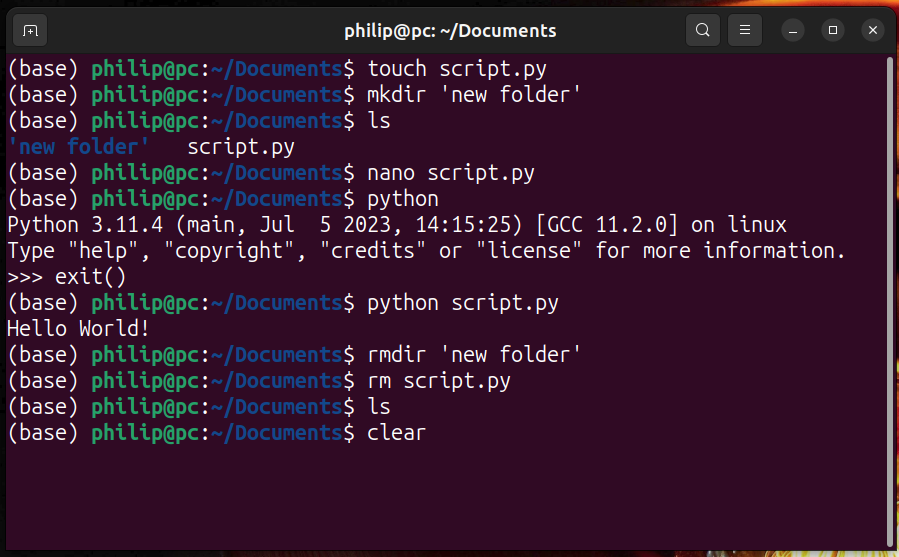 philip@pc: ~/Documents
(base) philip@pc:~/Documents$ touch script.py
(base) philip@pc:~/Documents$ mkdir 'new folder'
(base) philip@pc:~/Documents$ ls
'new folder'   script.py
(base) philip@pc:~/Documents$ nano script.py
(base) philip@pc:~/Documents$ python
Python 3.11.4 (main, Jul  5 2023, 14:15:25) [GCC 11.2.0] on linux
Type "help", "copyright", "credits" or "license" for more information.
>>> exit()
(base) philip@pc:~/Documents$ python script.py
Hello World!
(base) philip@pc:~/Documents$ rmdir 'new folder'
(base) philip@pc:~/Documents$ rm script.py
(base) philip@pc:~/Documents$ ls
(base) philip@pc:~/Documents$ clear